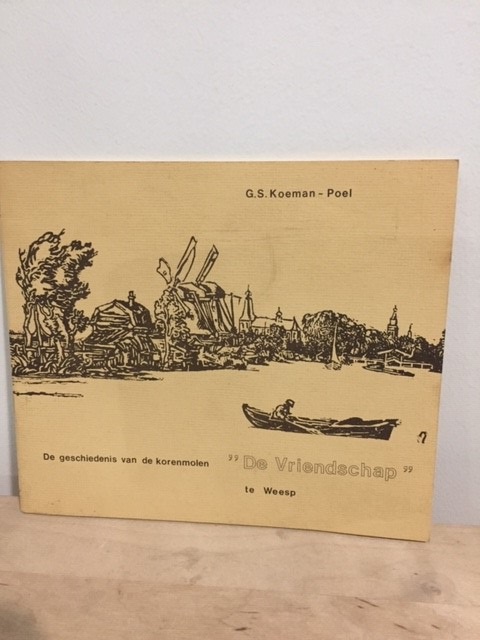 G.S. Koeman - Poel
De geschiedenis van de korenmolen
” De Vriendschap ”
te Weesp